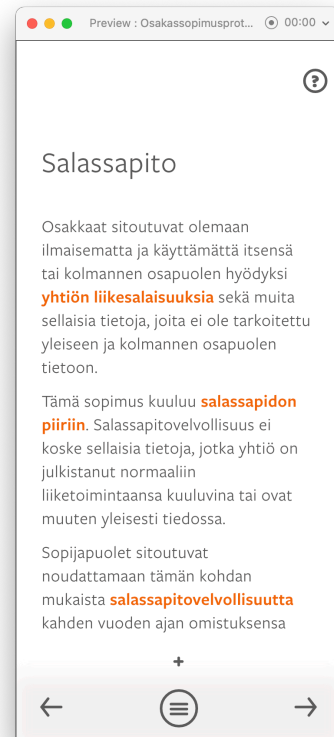 Preview : Osakassopimusprot... 00:00
?
Salassapito
Osakkaat sitoutuvat olemaan
ilmaisematta ja käyttämättä itsensä
tai kolmannen osapuolen hyödyksi
yhtiön liikesalaisuuksia sekä muita
sellaisia tietoja, joita ei ole tarkoitettu
yleiseen ja kolmannen osapuolen
tietoon.
Tämä sopimus kuuluu salassapidon
piiriin. Salassapitovelvollisuus ei
koske sellaisia tietoja, jotka yhtiö on
julkistanut normaaliin
liiketoimintaansa kuuluvina tai ovat
muuten yleisesti tiedossa.
Sopijapuolet sitoutuvat
noudattamaan tämän kohdan
mukaista salassapitovelvollisuutta
kahden vuoden ajan omistuksensa
+